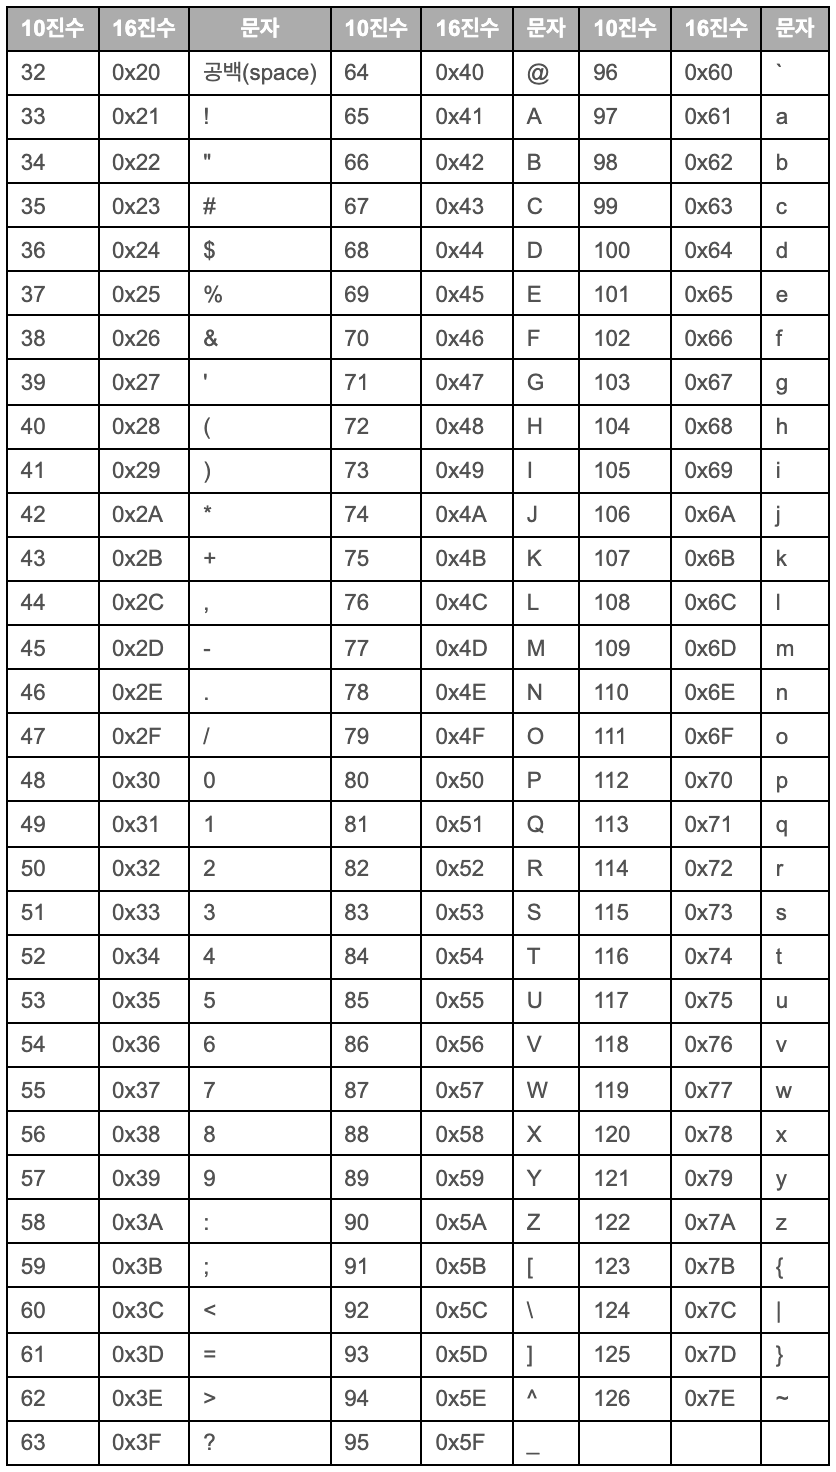 10진수 16진수 문자 10진수 16진수 문자 10진수 16진수 문자
32 0x20 공백(space) 64 0x40 @ 96 0x60 `
33 0x21 ! 65 0x41 A 97 0x61 a
34 0x22 " 66 0x42 B 98 0x62 b
35 0x23 # 67 0x43 C 99 0x63 c
36 0x24 $ 68 0x44 D 100 0x64 d
37 0x25 % 69 0x45 E 101 0x65 e
38 0x26 & 70 0x46 F 102 0x66 f
39 0x27 ' 71 0x47 G 103 0x67 g
40 0x28 ( 72 0x48 H 104 0x68 h
41 0x29 ) 73 0x49 I 105 0x69 i
42 0x2A * 74 0x4A J 106 0x6A j
43 0x2B + 75 0x4B K 107 0x6B k
44 0x2C , 76 0x4C L 108 0x6C l
45 0x2D - 77 0x4D M 109 0x6D m
46 0x2E . 78 0x4E N 110 0x6E n
47 0x2F / 79 0x4F O 111 0x6F o
48 0x30 0 80 0x50 P 112 0x70 p
49 0x31 1 81 0x51 Q 113 0x71 q
50 0x32 2 82 0x52 R 114 0x72 r
51 0x33 3 83 0x53 S 115 0x73 s
52 0x34 4 84 0x54 T 116 0x74 t
53 0x35 5 85 0x55 U 117 0x75 u
54 0x36 6 86 0x56 V 118 0x76 v
55 0x37 7 87 0x57 W 119 0x77 w
56 0x38 8 88 0x58 X 120 0x78 x
57 0x39 9 89 0x59 Y 121 0x79 y
58 0x3A : 90 0x5A Z 122 0x7A z
59 0x3B ; 91 0x5B [ 123 0x7B {
60 0x3C < 92 0x5C \ 124 0x7C |
61 0x3D = 93 0x5D ] 125 0x7D }
62 0x3E > 94 0x5E ^ 126 0x7E ~
63 0x3F ? 95 0x5F _